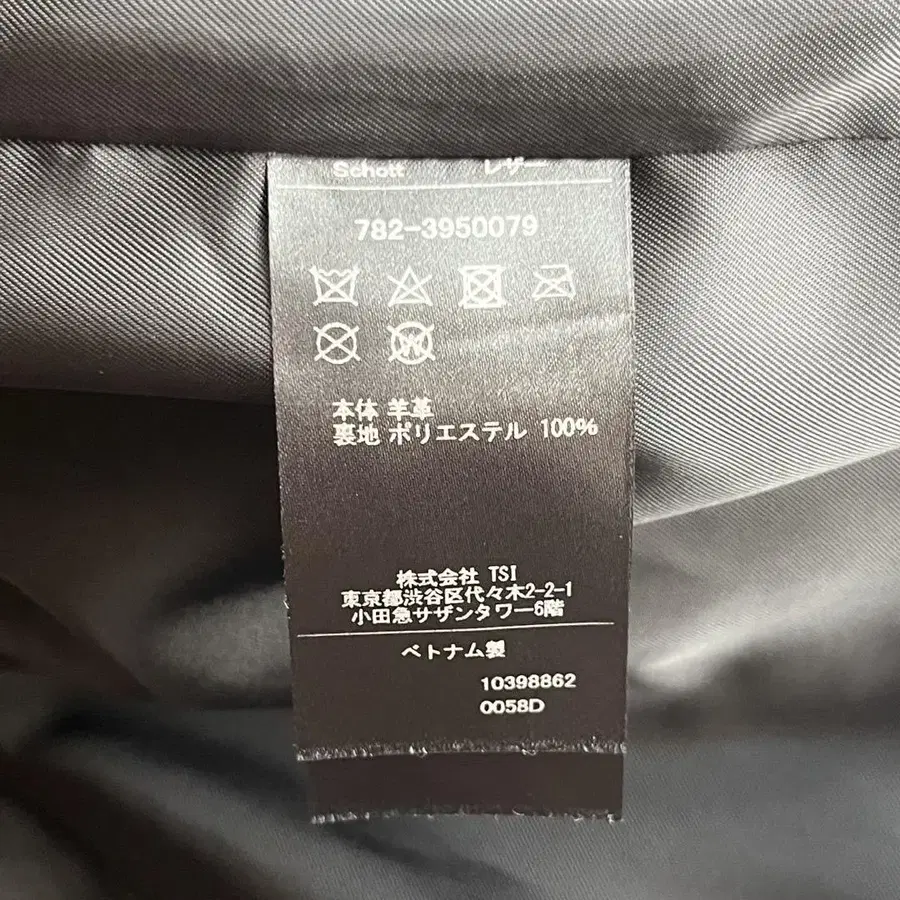 Schott レザー
782-3950079
W
本体 羊革
裏地 ポリエステル 100%
株式会社 TSI
東京都渋谷区代々木2-2-1
小田急サザンタワー6階
ベトナム製
10398862
0058D